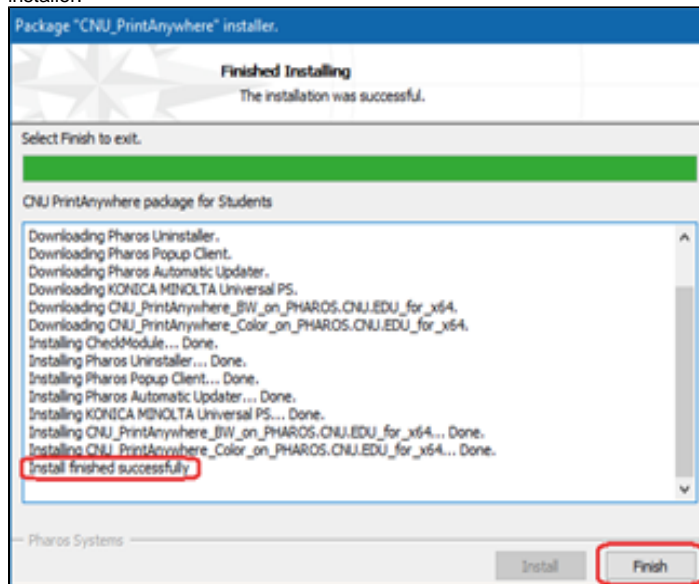 installer.
Package "CNU_PrintAnywhere" installer.
Finished Installing
The installation was successful.
Select Finish to exit.
CNU PrintAnywhere package for Students
Downloading Pharos Uninstaller.
Downloading Pharos Popup Client.
Downloading Pharos Automatic Updater.
Downloading KONICA MINOLTA Universal PS.
Downloading CNU_PrintAnywhere_BW_on_PHAROS.CNU.EDU_for_x64.
Downloading CNU_PrintAnywhere_Color_on_PHAROS.CNU.EDU_for_x64.
Installing CheckModule... Done.
Installing Pharos Uninstaller... Done.
Installing Pharos Popup Client... Done.
Installing Pharos Automatic Updater... Done.
Installing KONICA MINOLTA Universal PS... Done.
Installing CNU_PrintAnywhere_BW_on_PHAROS.CNU.EDU_for_x64... Done.
Installing CNU_PrintAnywhere_Color_on_PHAROS.CNU.EDU_for_x64... Done.
Install finished successfully
Pharos Systems
Install Finish